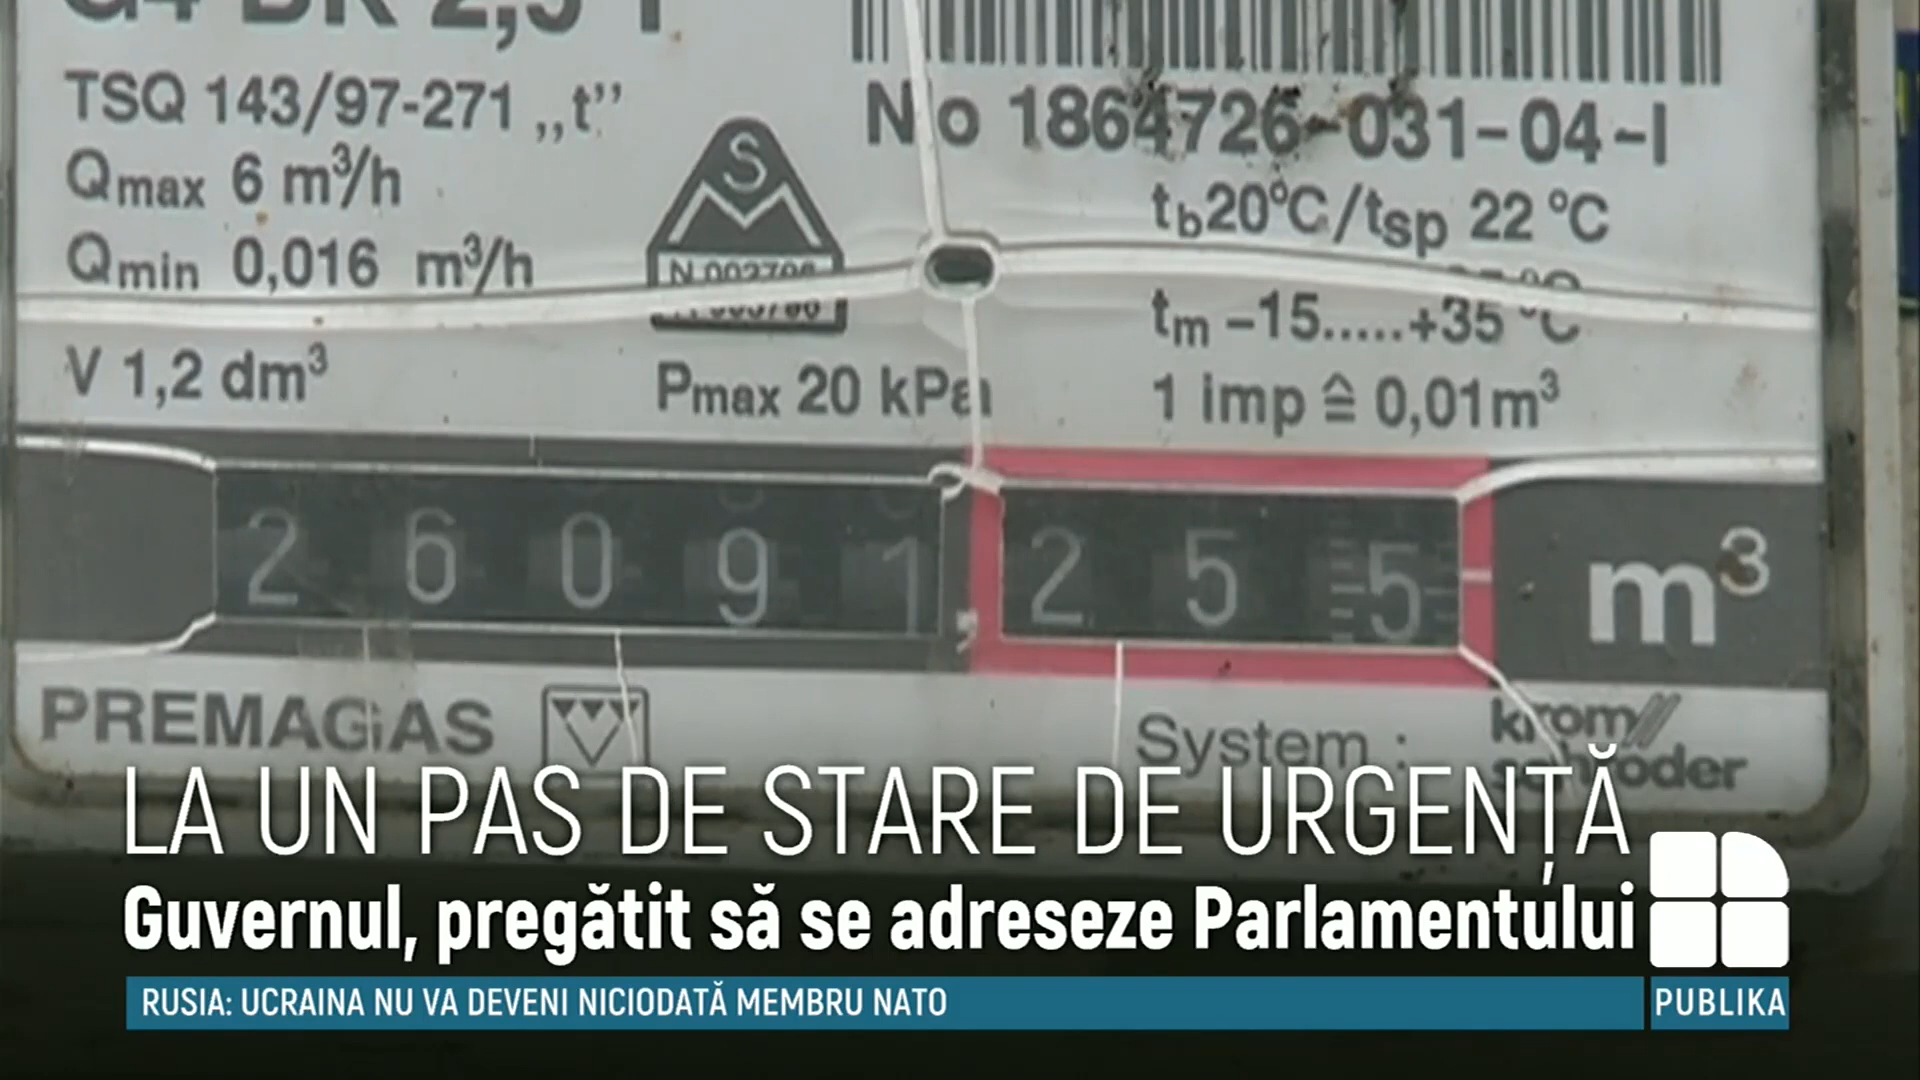 TSQ 143/97-271 „t”
Qmax 6 m³/h
Qmin 0,016 m³/h
V 1,2 dm³
S
M
Pmax 20 kPa
No 1864726-031-04-I
tb20°C/tsp 22 °C
tm −15.....+35 °C
1 imp ≙ 0,01m³
26091,255 m³
PREMAGAS
System :
krom//
schröder
LA UN PAS DE STARE DE URGENȚĂ
Guvernul, pregătit să se adreseze Parlamentului
RUSIA: UCRAINA NU VA DEVENI NICIODATĂ MEMBRU NATO
PUBLIKA